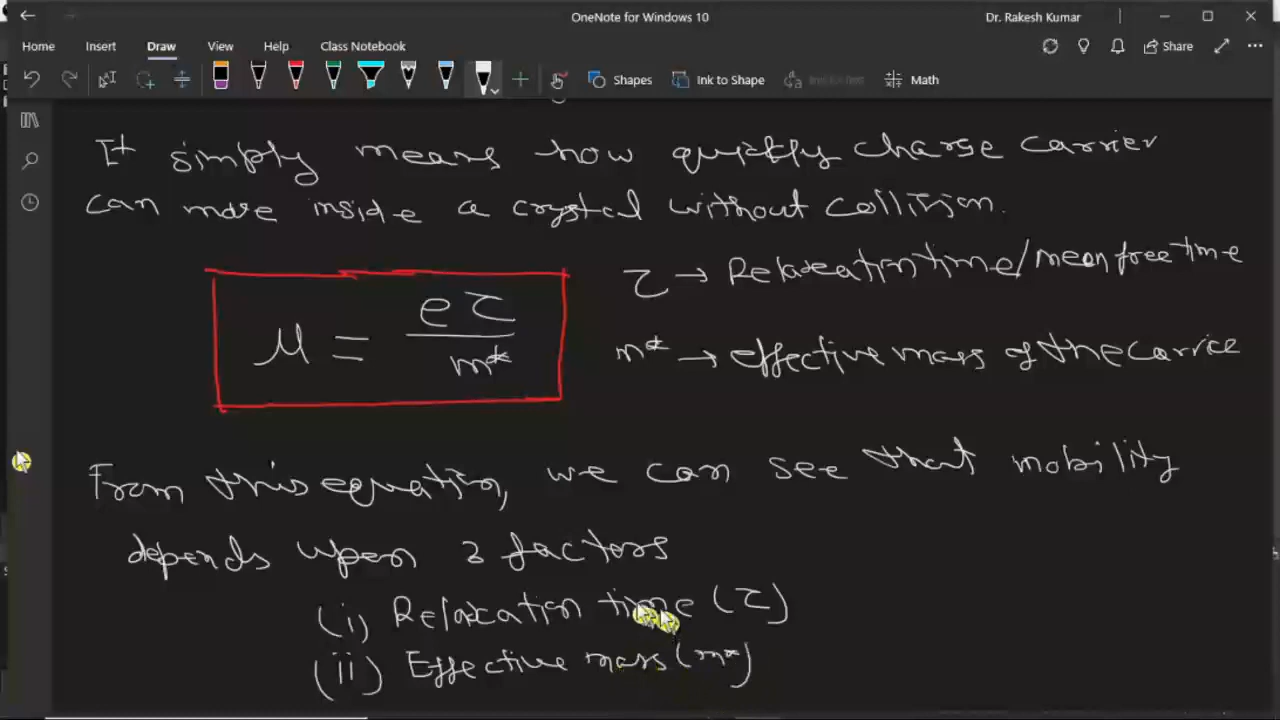 OneNote for Windows 10
Dr. Rakesh Kumar
Home Insert Draw View Help Class Notebook
Share
Shapes Ink to Shape Math
It simply means how quickly charge carrier
can move inside a crystal without collision.
τ → Relaxation time/mean free time
μ = eτ / m*
m* → effective mass of the carrier
From this equation, we can see that mobility
depends upon 2 factors
(i) Relaxation time (τ)
(ii) Effective mass (m*)